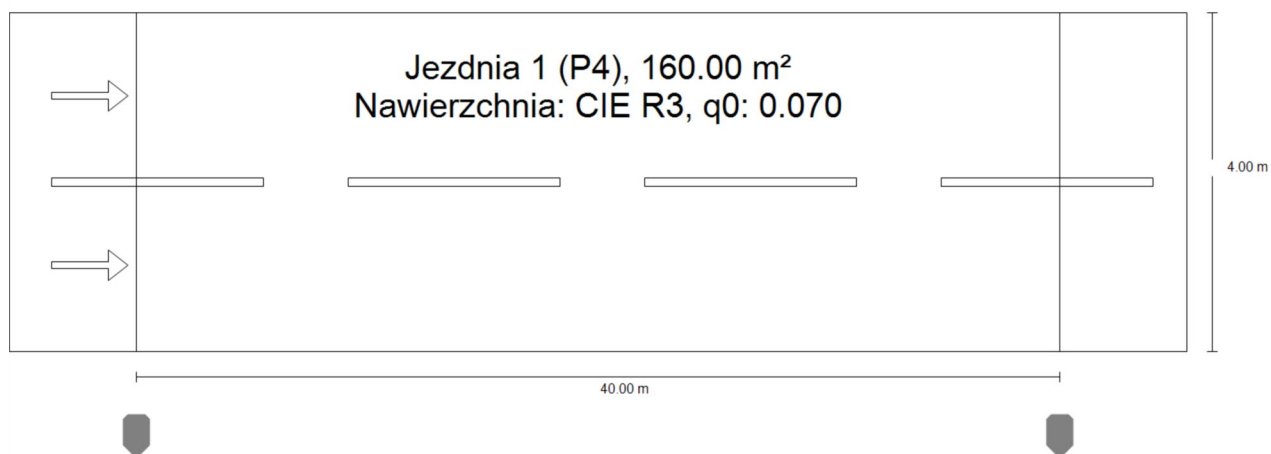 Jezdnia 1 (P4), 160.00 m²
Nawierzchnia: CIE R3, q0: 0.070
4.00 m
40.00 m